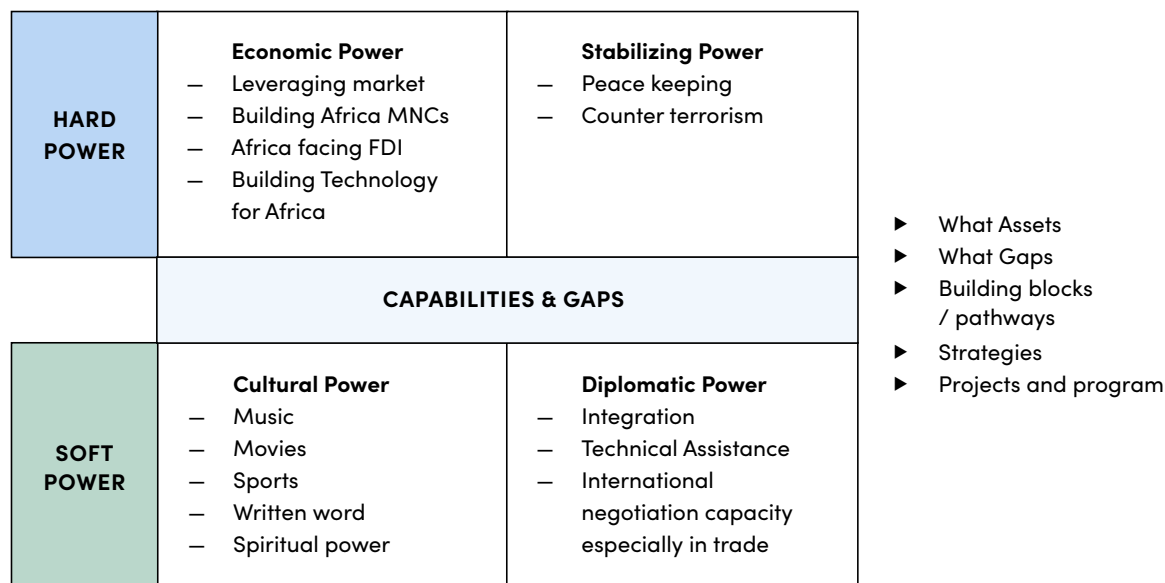 HARD
POWER
Economic Power
— Leveraging market
— Building Africa MNCs
— Africa facing FDI
— Building Technology
for Africa
Stabilizing Power
— Peace keeping
— Counter terrorism
CAPABILITIES & GAPS
SOFT
POWER
Cultural Power
— Music
— Movies
— Sports
— Written word
— Spiritual power
Diplomatic Power
— Integration
— Technical Assistance
— International
negotiation capacity
especially in trade
▶ What Assets
▶ What Gaps
▶ Building blocks
/ pathways
▶ Strategies
▶ Projects and program